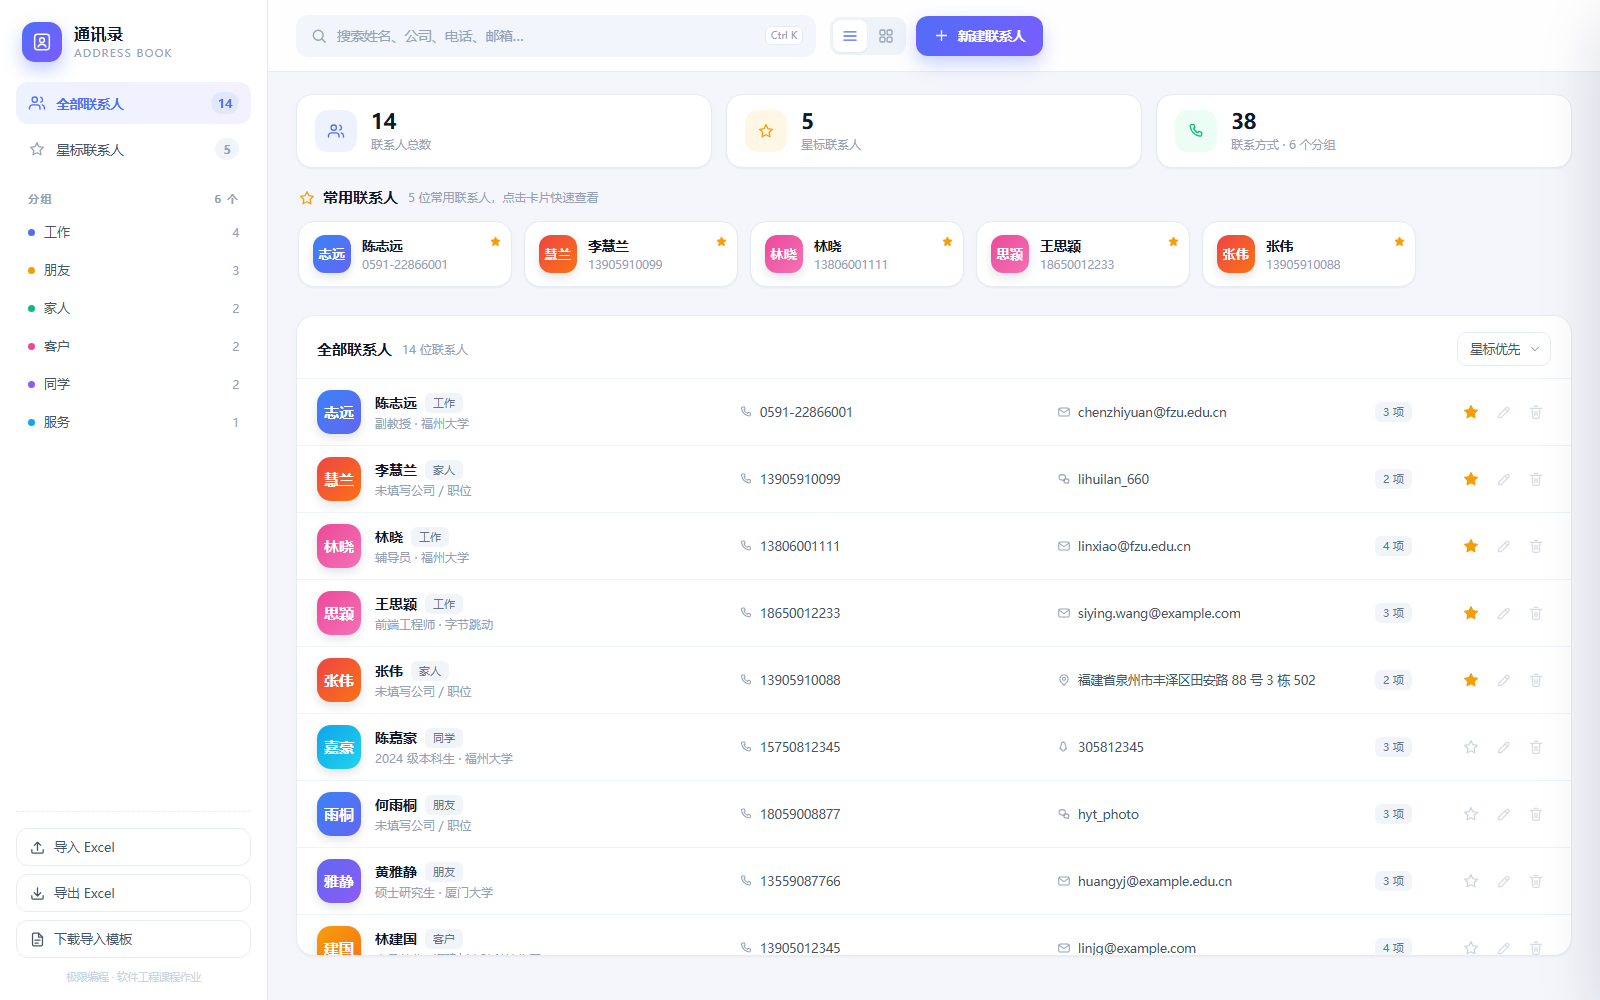 通讯录
ADDRESS BOOK
全部联系人 14
星标联系人 5
分组 6 个
工作 4
朋友 3
家人 2
客户 2
同学 2
服务 1
导入 Excel
导出 Excel
下载导入模板
极限编程 · 软件工程课程作业
搜索姓名、公司、电话、邮箱... Ctrl K
新建联系人
14
联系人总数
5
星标联系人
38
联系方式 · 6 个分组
常用联系人 5 位常用联系人，点击卡片快速查看
志远 陈志远
0591-22866001
慧兰 李慧兰
13905910099
林晓 林晓
13806001111
思颖 王思颖
18650012233
张伟 张伟
13905910088
全部联系人 14 位联系人 星标优先
志远 陈志远 工作 0591-22866001 chenzhiyuan@fzu.edu.cn 3 项
副教授 · 福州大学
慧兰 李慧兰 家人 13905910099 lihuilan_660 2 项
未填写公司 / 职位
林晓 林晓 工作 13806001111 linxiao@fzu.edu.cn 4 项
辅导员 · 福州大学
思颖 王思颖 工作 18650012233 siying.wang@example.com 3 项
前端工程师 · 字节跳动
张伟 张伟 家人 13905910088 福建省泉州市丰泽区田安路 88 号 3 栋 502 2 项
未填写公司 / 职位
嘉豪 陈嘉豪 同学 15750812345 305812345 3 项
2024 级本科生 · 福州大学
雨桐 何雨桐 朋友 18059008877 hyt_photo 3 项
未填写公司 / 职位
雅静 黄雅静 朋友 13559087766 huangyj@example.edu.cn 3 项
硕士研究生 · 厦门大学
建国 林建国 客户 13905012345 linjg@example.com 4 项